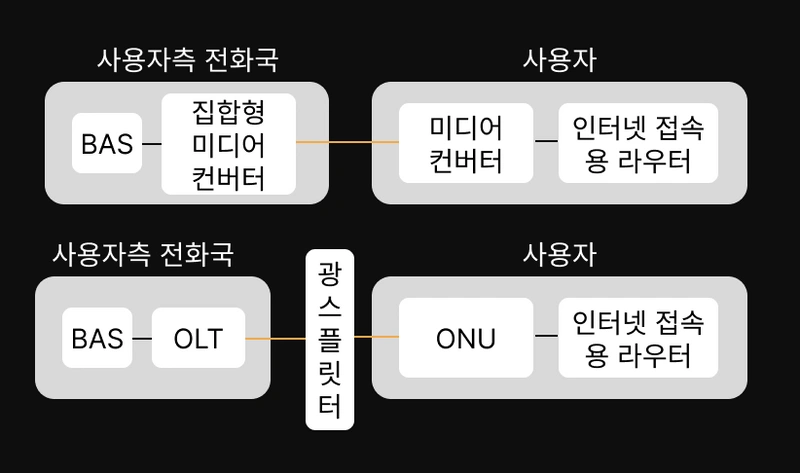 사용자측 전화국
사용자
BAS
집합형
미디어
컨버터
미디어
컨버터
인터넷 접속
용 라우터
사용자측 전화국
사용자
BAS
OLT
광
스
플
릿
터
ONU
인터넷 접속
용 라우터